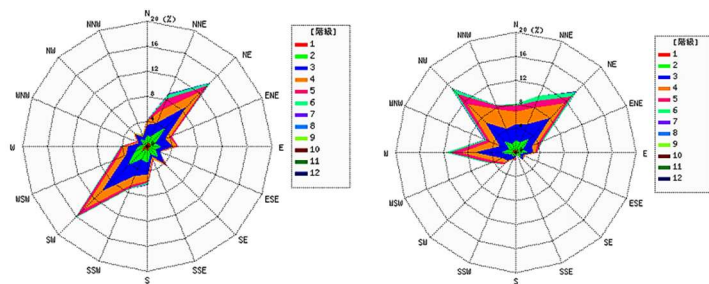 N
20 (%)
NNW
NNE
16
NW
NE
12
8
WNW
ENE
4
W
E
WSW
ESE
SW
SE
SSW
SSE
S
[階級]
1
2
3
4
5
6
7
8
9
10
11
12
N
20 (%)
NNW
NNE
16
NW
NE
12
8
WNW
ENE
W
E
WSW
ESE
SW
SE
SSW
SSE
S
[階級]
1
2
3
4
5
6
7
8
9
10
11
12